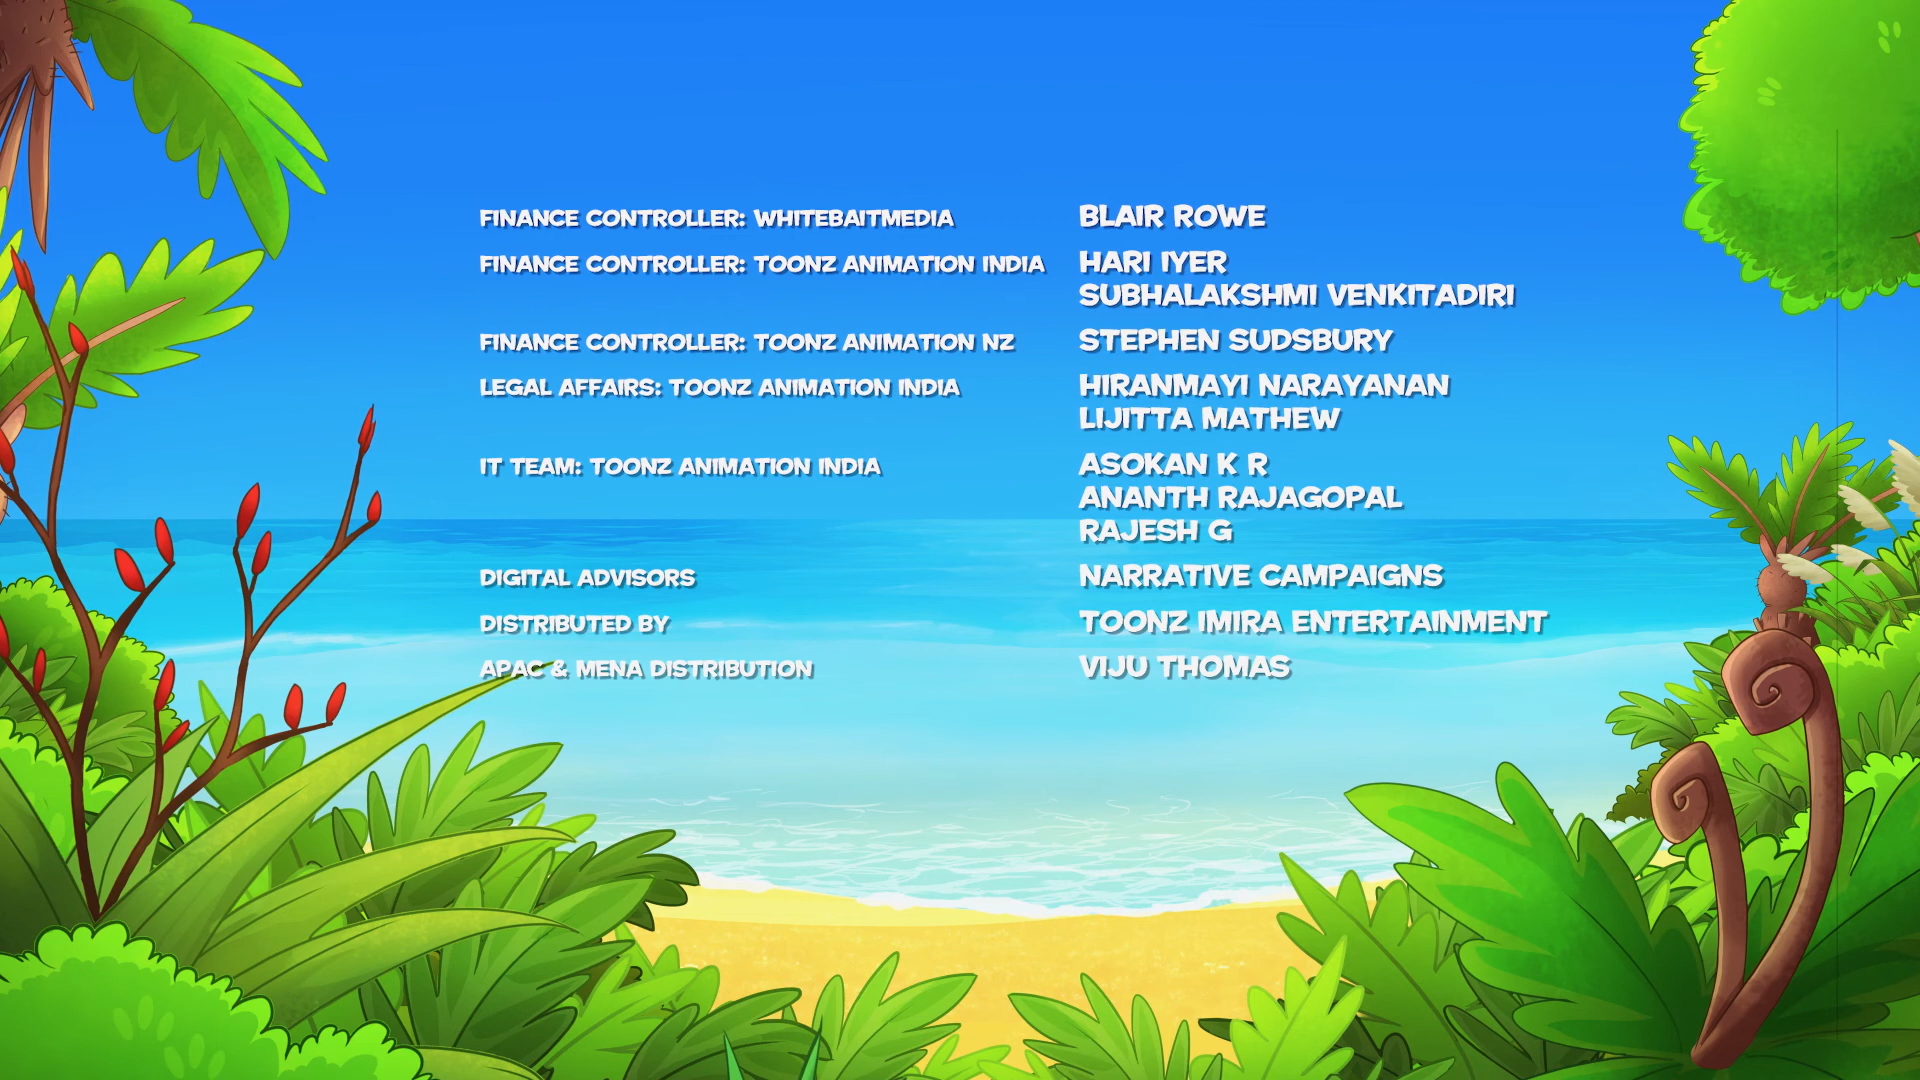 FINANCE CONTROLLER: WHITEBAITMEDIA BLAIR ROWE
FINANCE CONTROLLER: TOONZ ANIMATION INDIA HARI IYER
SUBHALAKSHMI VENKITADIRI
FINANCE CONTROLLER: TOONZ ANIMATION NZ STEPHEN SUDSBURY
LEGAL AFFAIRS: TOONZ ANIMATION INDIA HIRANMAYI NARAYANAN
LIJITTA MATHEW
IT TEAM: TOONZ ANIMATION INDIA ASOKAN K R
ANANTH RAJAGOPAL
RAJESH G
DIGITAL ADVISORS NARRATIVE CAMPAIGNS
DISTRIBUTED BY TOONZ IMIRA ENTERTAINMENT
APAC & MENA DISTRIBUTION VIJU THOMAS